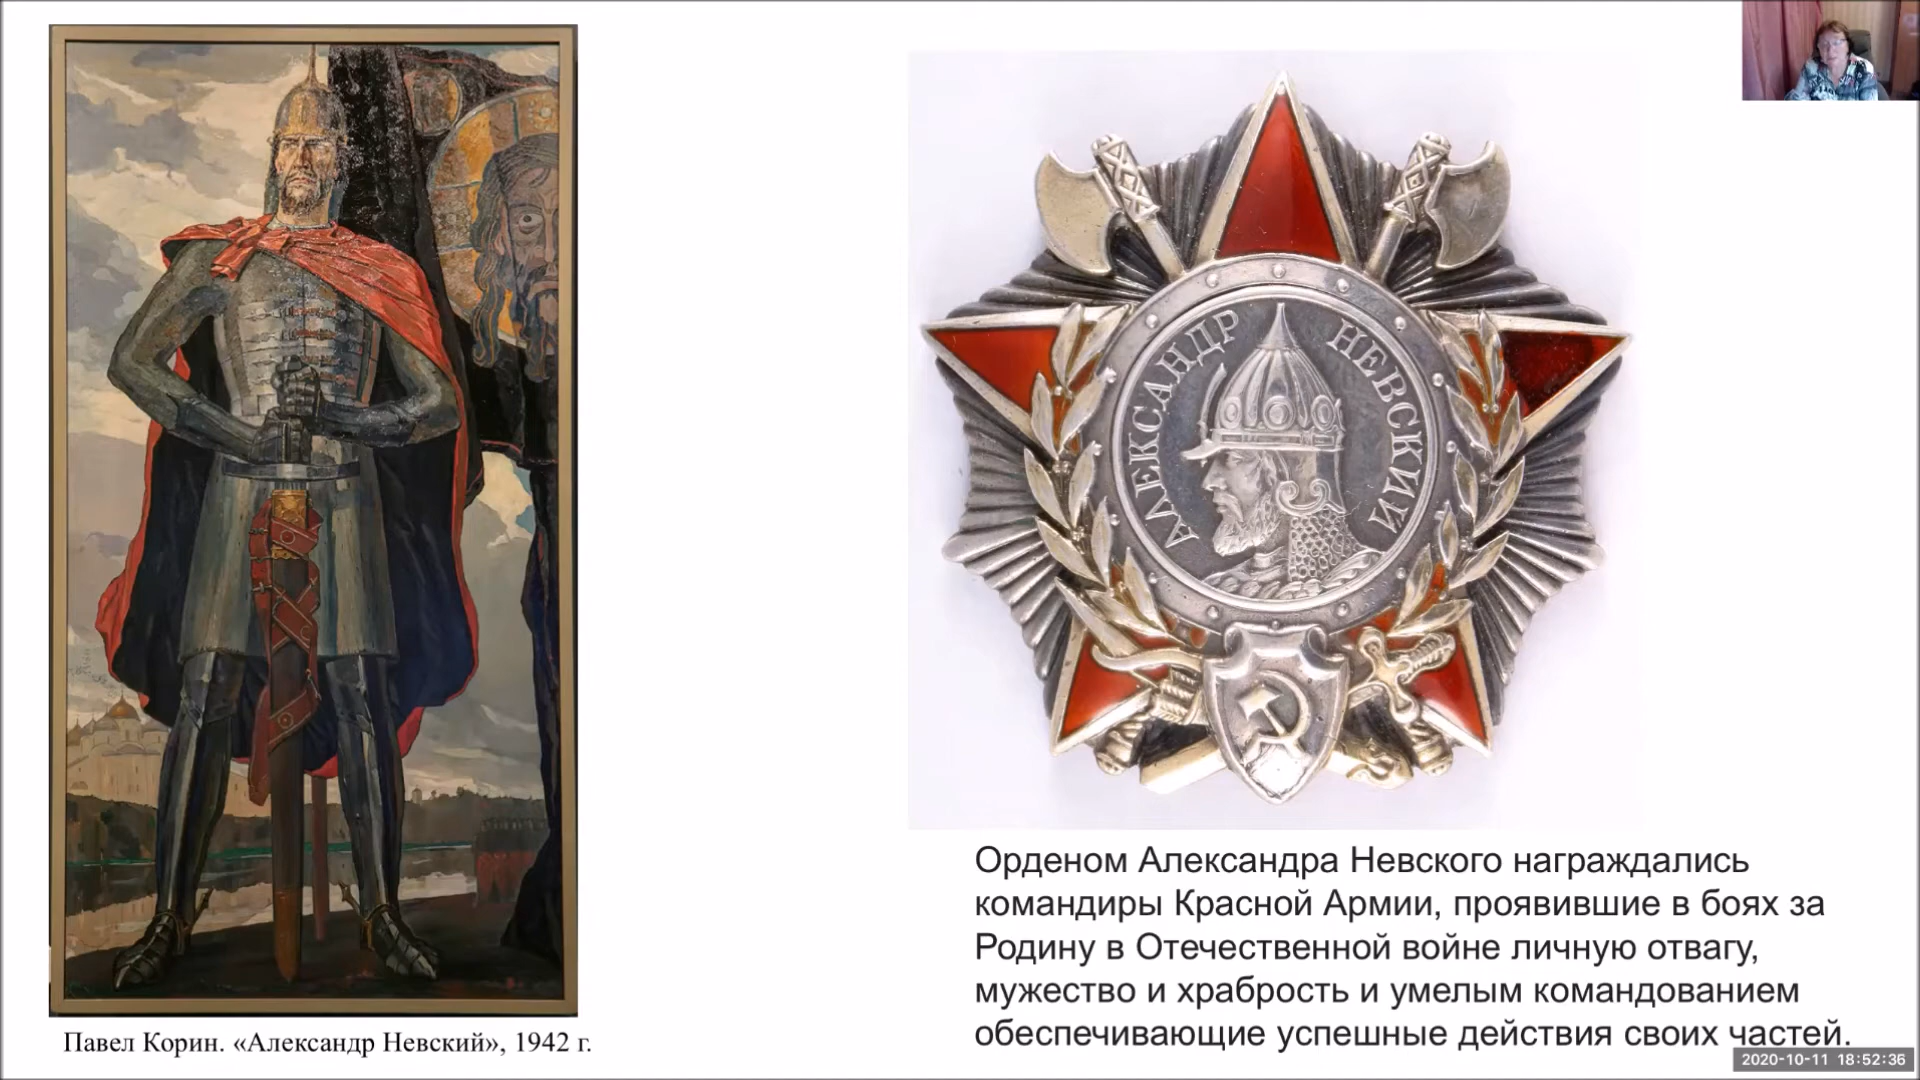 АЛЕКСАНДР НЕВСКИЙ
Орденом Александра Невского награждались
командиры Красной Армии, проявившие в боях за
Родину в Отечественной войне личную отвагу,
мужество и храбрость и умелым командованием
обеспечивающие успешные действия своих частей.
Павел Корин. «Александр Невский», 1942 г.
2020-10-11 18:52:36